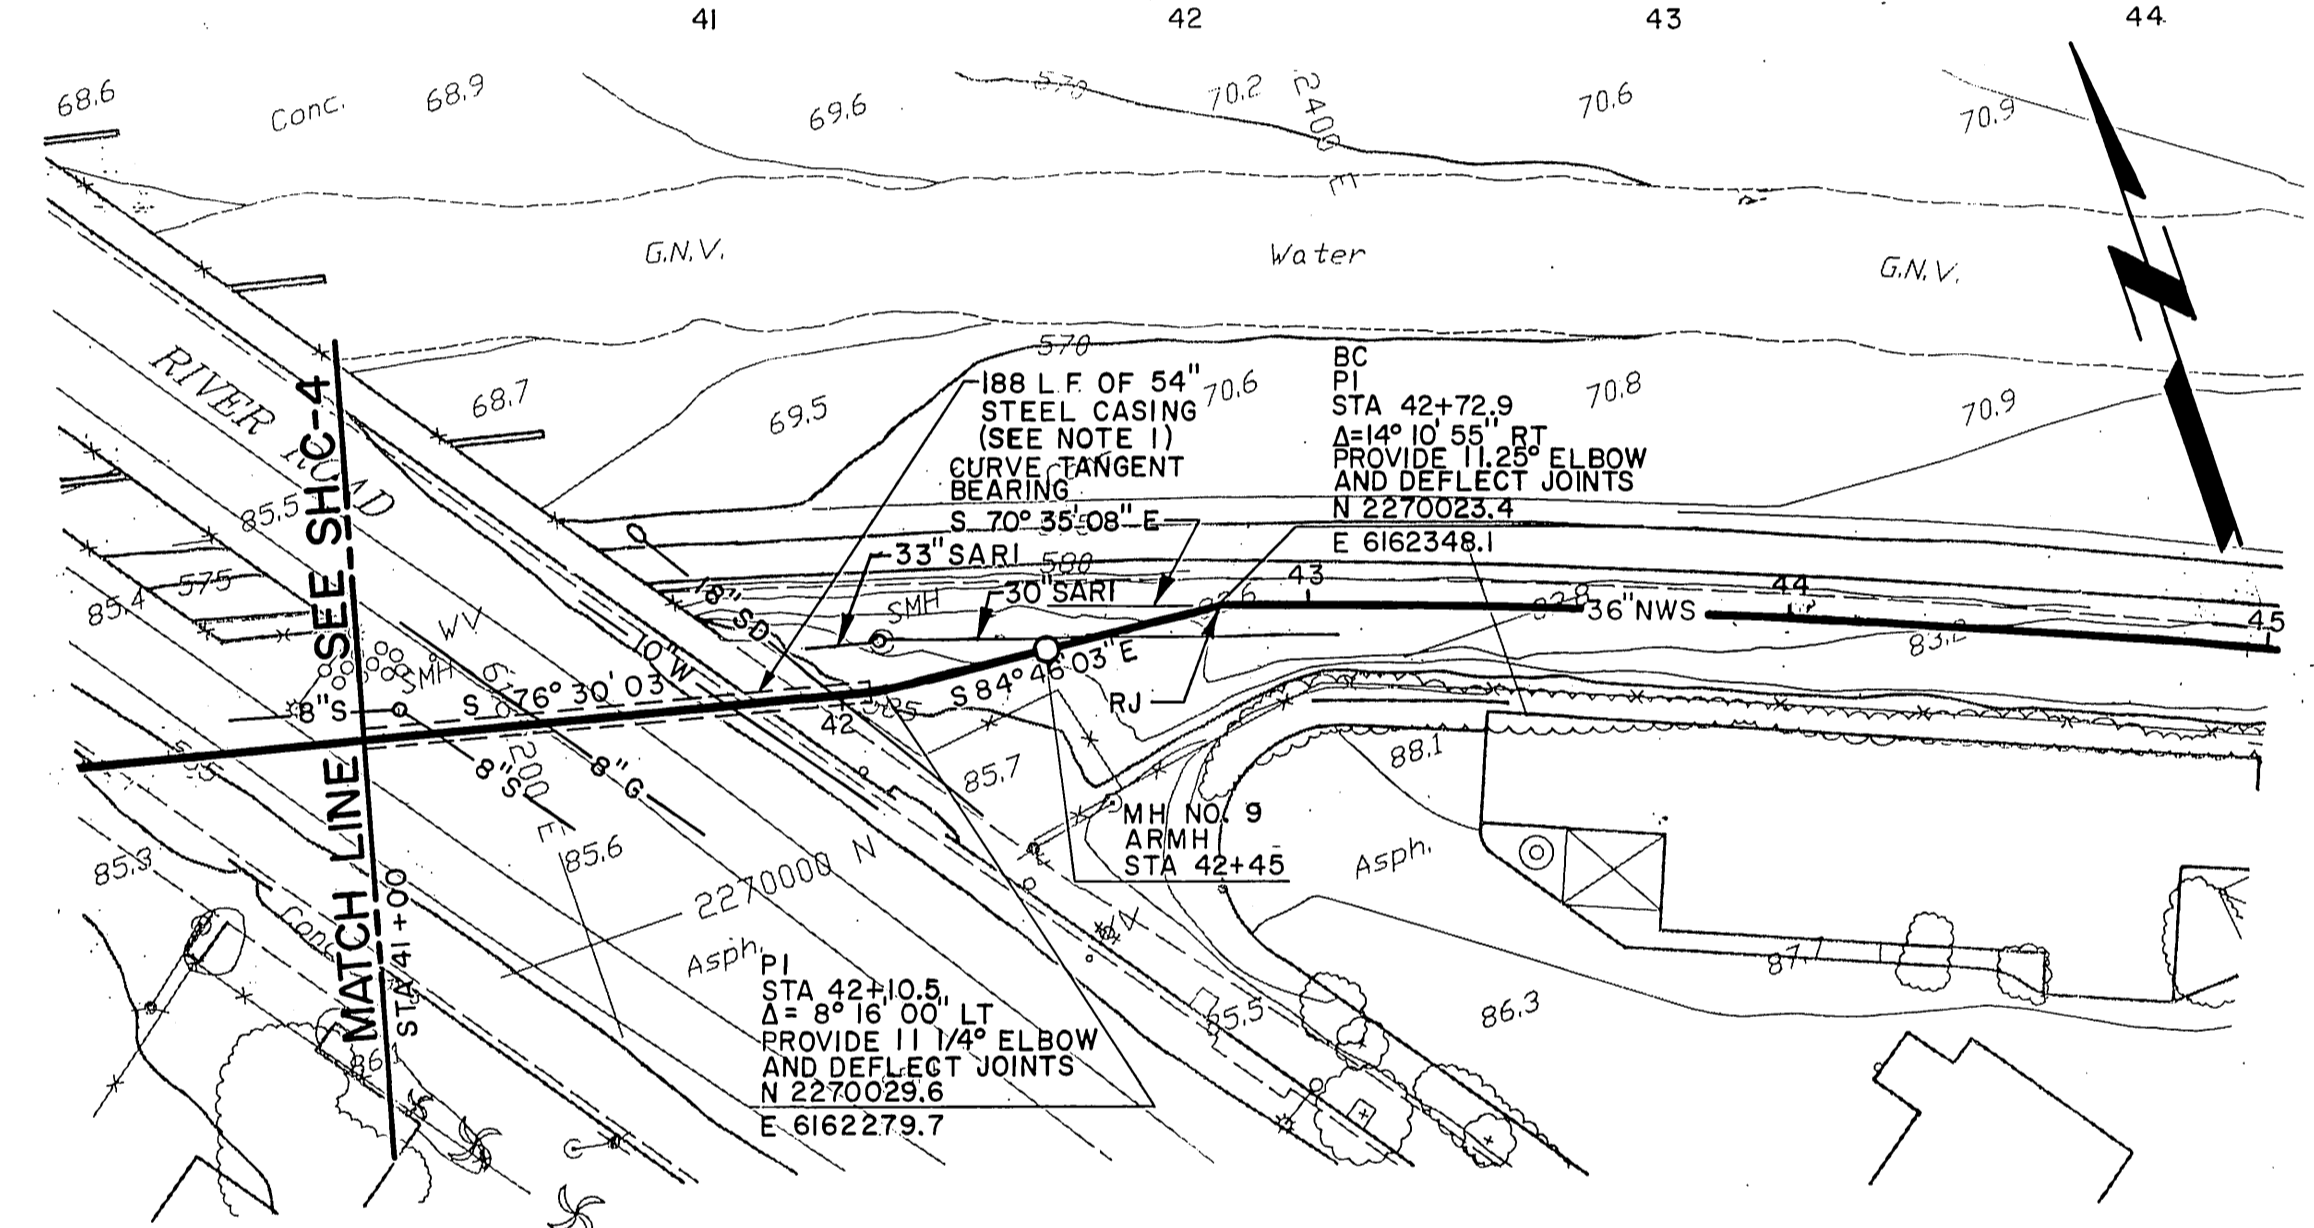 41 42 43 44
68.6
Conc.
68.9
69.6
570
70.2
2400
E
70.6
70.9
G.N.V.
Water
G.N.V.
RIVER ROAD
68.7
69.5
570
70.6
70.8
70.9
188 L.F. OF 54"
STEEL CASING
(SEE NOTE 1)
CURVE TANGENT
BEARING
S 70° 35' 08" E
BC
PI
STA 42+72.9
Δ=14° 10' 55" RT
PROVIDE 11.25° ELBOW
AND DEFLECT JOINTS
N 2270023.4
E 6162348.1
33" SARI
580
30" SARI
SMH
43
44
45
36" NWS
83.2
85.5
575
85.4
WV
SMH
18" SD
10" W
8" S
S 76° 30' 03
42
585
S 84° 46' 03" E
RJ
8" S
8" G
200
E
85.7
88.1
MH NO. 9
ARMH
STA 42+45
Asph.
85.3
85.6
2270000 N
Conc.
Asph.
PI
STA 42+10.5
Δ= 8° 16' 00" LT
PROVIDE 11 1/4° ELBOW
AND DEFLECT JOINTS
N 2270029.6
E 6162279.7
85.5
86.3
87.
86.1
MATCH LINE SEE SH C-4
STA 41+00